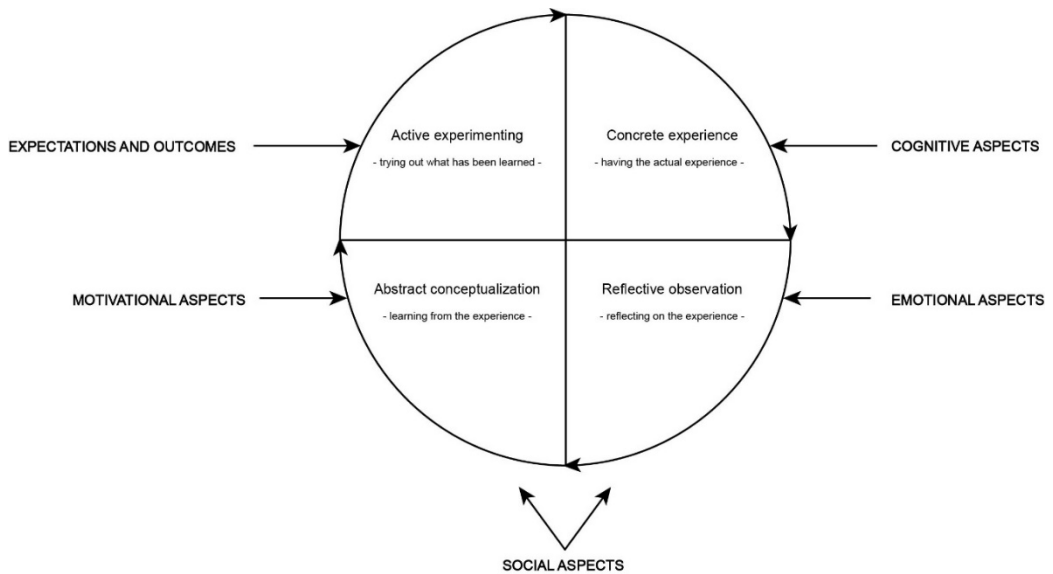 Active experimenting
- trying out what has been learned -
Concrete experience
- having the actual experience -
EXPECTATIONS AND OUTCOMES
COGNITIVE ASPECTS
Abstract conceptualization
- learning from the experience -
Reflective observation
- reflecting on the experience -
MOTIVATIONAL ASPECTS
EMOTIONAL ASPECTS
SOCIAL ASPECTS